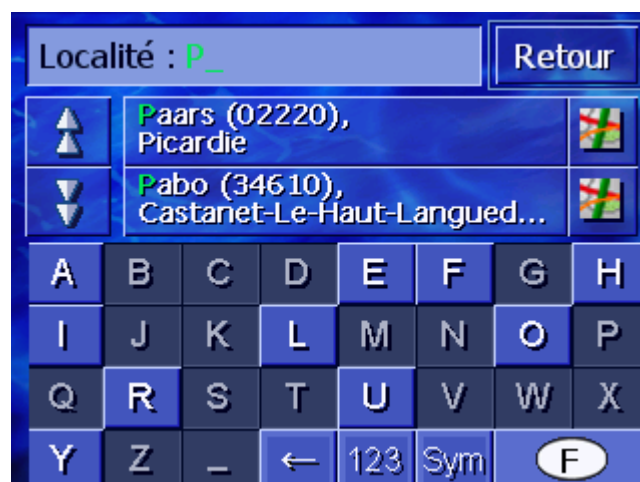 Localité : P_
Retour
Paars (02220),
Picardie
Pabo (34610),
Castanet-Le-Haut-Langued...
A B C D E F G H
I J K L M N O P
Q R S T U V W X
Y Z _ ← 123 Sym F